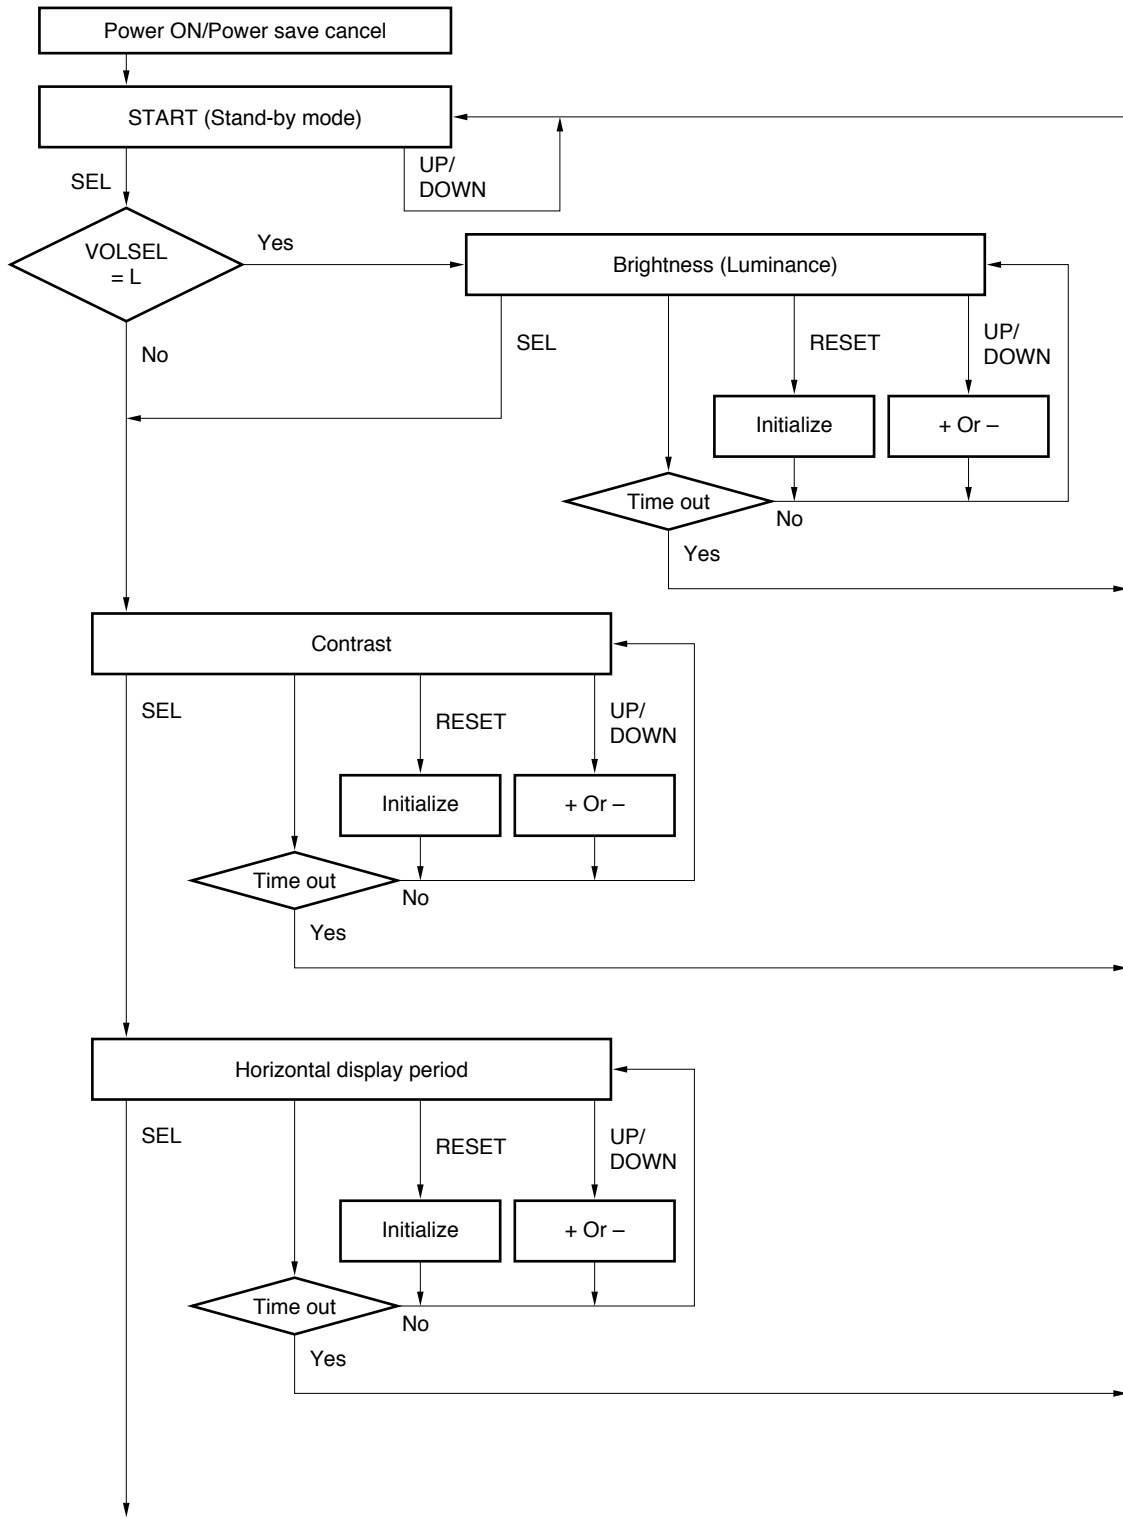 Power ON/Power save cancel
START (Stand-by mode)
UP/
DOWN
SEL
VOLSEL
= L
Yes
No
Brightness (Luminance)
SEL
RESET
UP/
DOWN
Initialize
+ Or –
Time out
No
Yes
Contrast
SEL
RESET
UP/
DOWN
Initialize
+ Or –
Time out
No
Yes
Horizontal display period
SEL
RESET
UP/
DOWN
Initialize
+ Or –
Time out
No
Yes